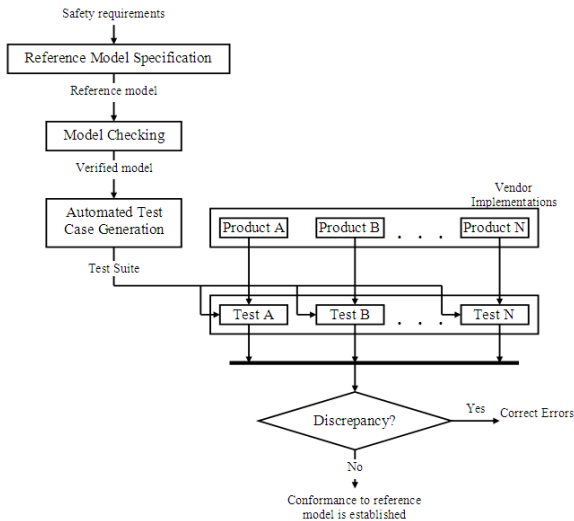 Safety requirements
Reference Model Specification
Reference model
Model Checking
Verified model
Automated Test
Case Generation
Test Suite
Vendor
Implementations
Product A
Product B
. . .
Product N
Test A
Test B
. . .
Test N
Discrepancy?
Yes
Correct Errors
No
Conformance to reference
model is established